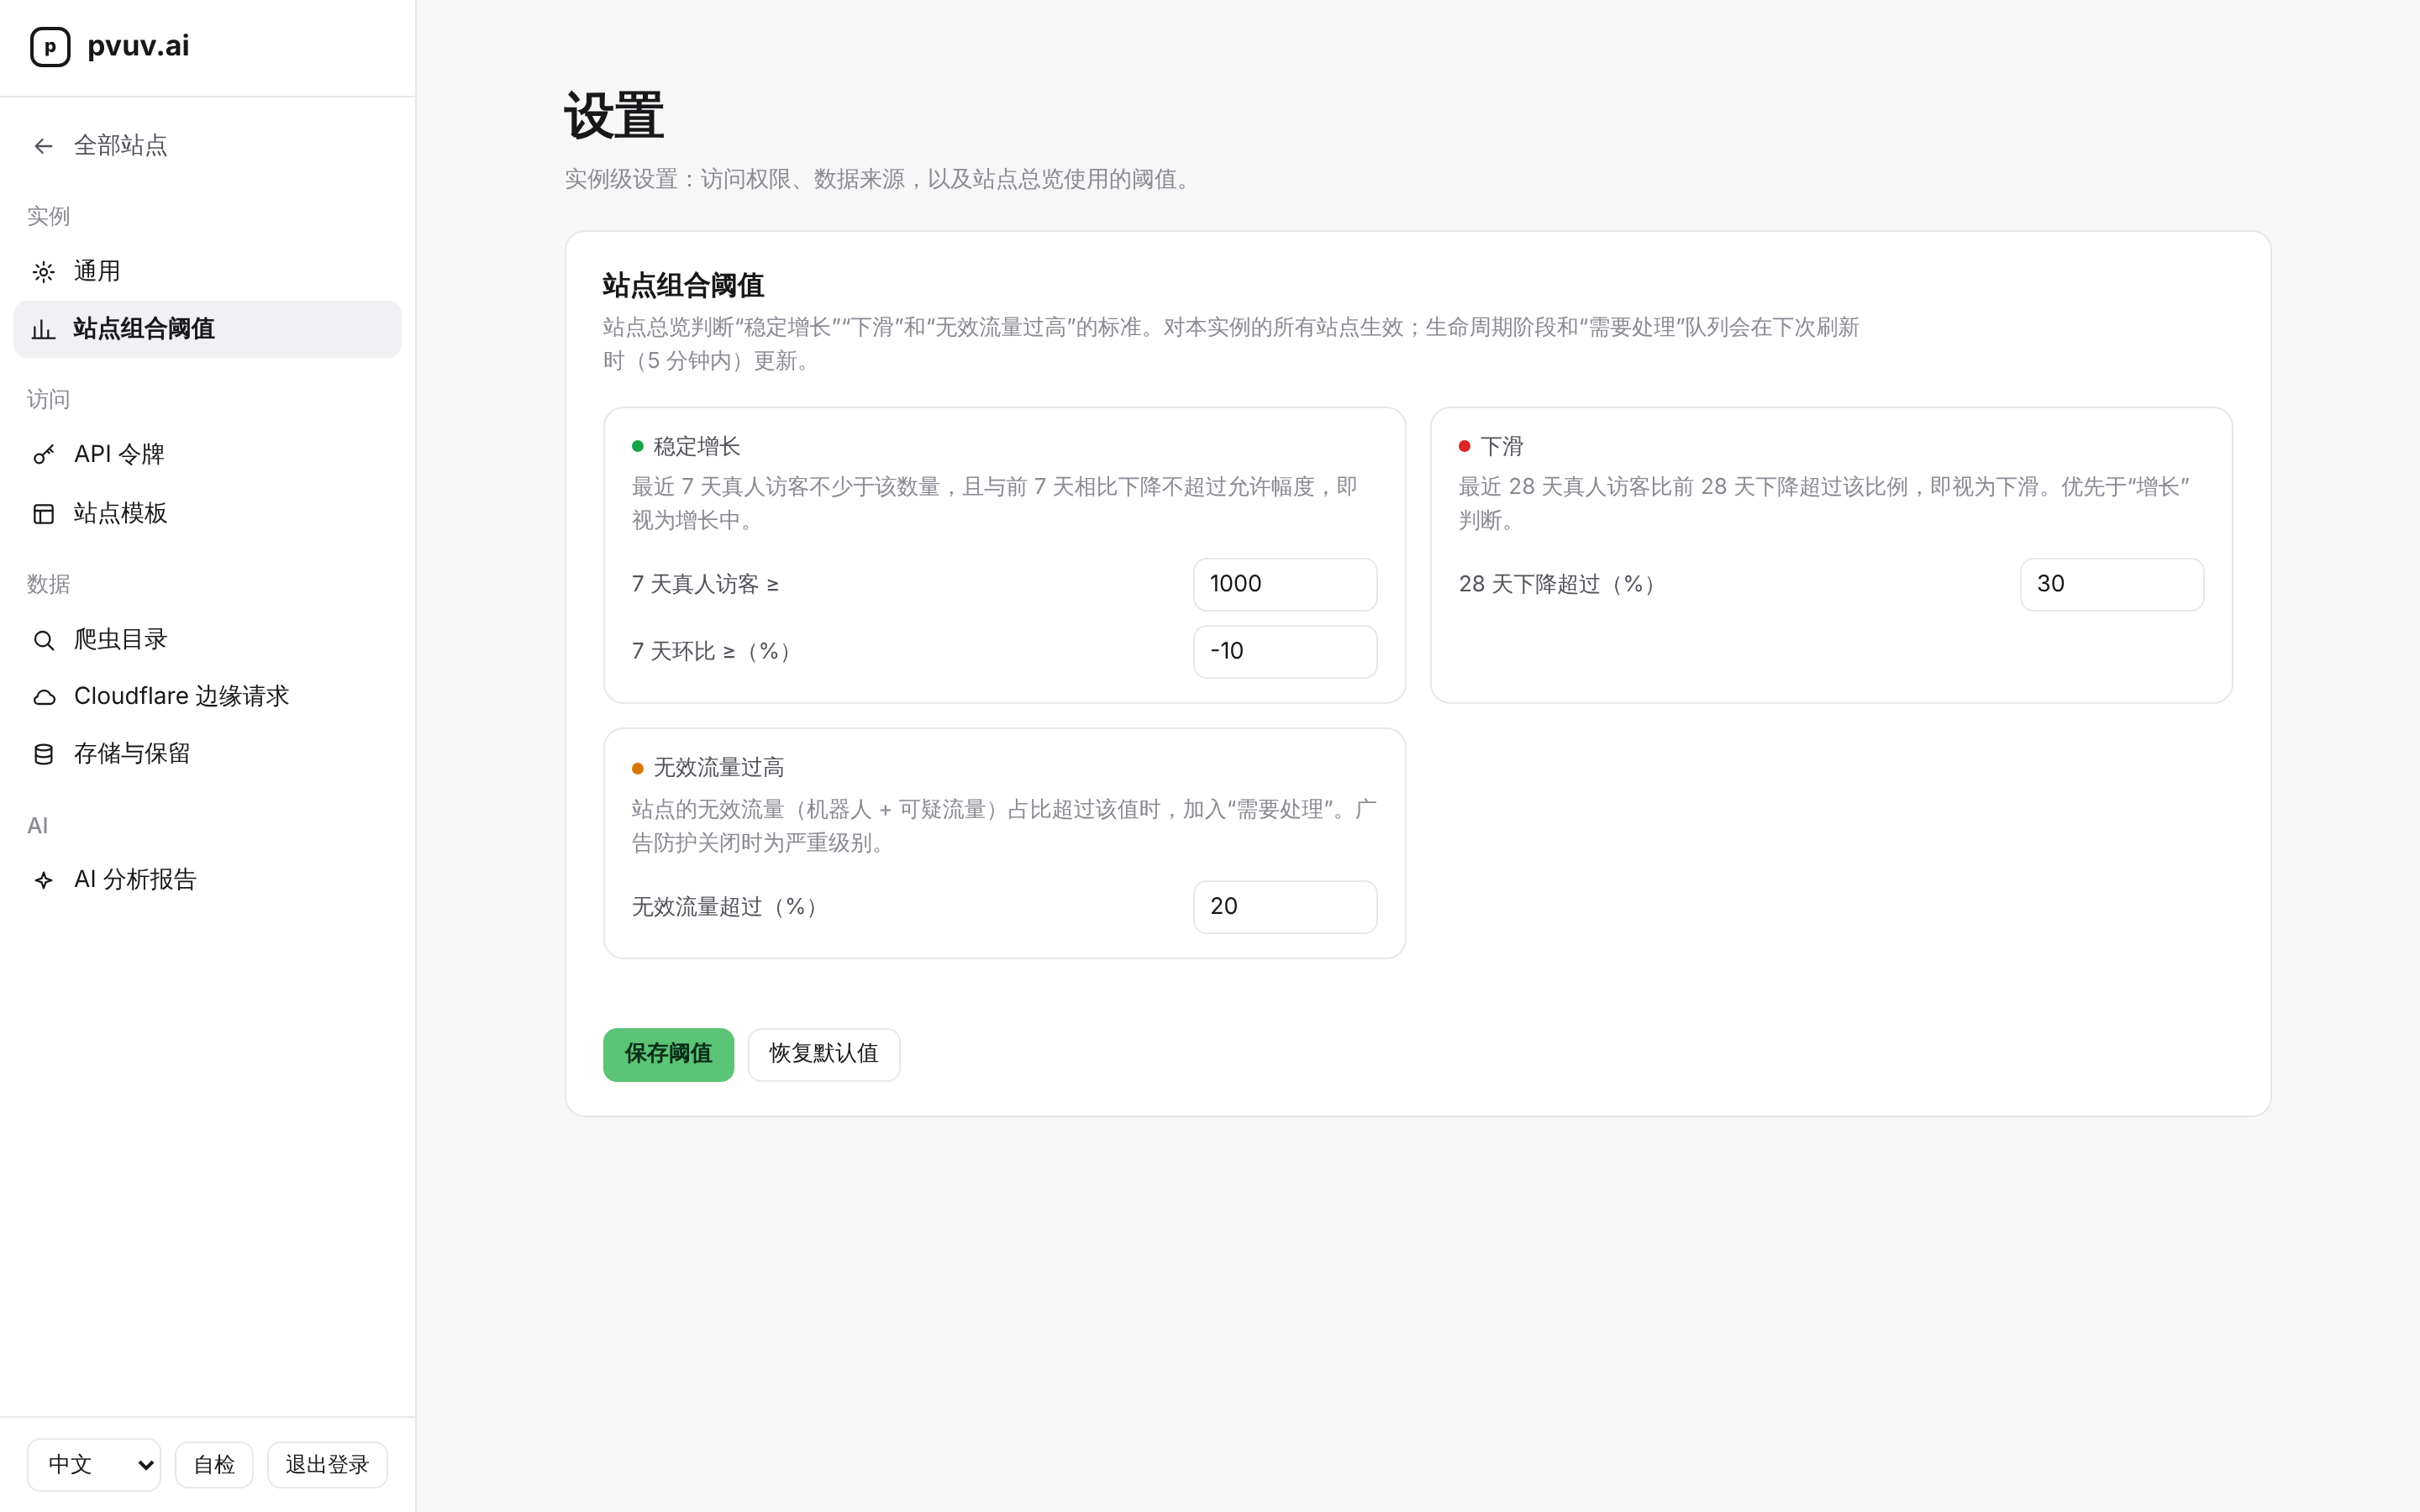 p pvuv.ai
全部站点
实例
通用
站点组合阈值
访问
API 令牌
站点模板
数据
爬虫目录
Cloudflare 边缘请求
存储与保留
AI
AI 分析报告
中文
自检
退出登录
设置
实例级设置：访问权限、数据来源，以及站点总览使用的阈值。
站点组合阈值
站点总览判断“稳定增长”“下滑”和“无效流量过高”的标准。对本实例的所有站点生效；生命周期阶段和“需要处理”队列会在下次刷新
时（5 分钟内）更新。
稳定增长
最近 7 天真人访客不少于该数量，且与前 7 天相比下降不超过允许幅度，即
视为增长中。
7 天真人访客 ≥ 1000
7 天环比 ≥（%） -10
下滑
最近 28 天真人访客比前 28 天下降超过该比例，即视为下滑。优先于“增长”
判断。
28 天下降超过（%） 30
无效流量过高
站点的无效流量（机器人 + 可疑流量）占比超过该值时，加入“需要处理”。广
告防护关闭时为严重级别。
无效流量超过（%） 20
保存阈值
恢复默认值